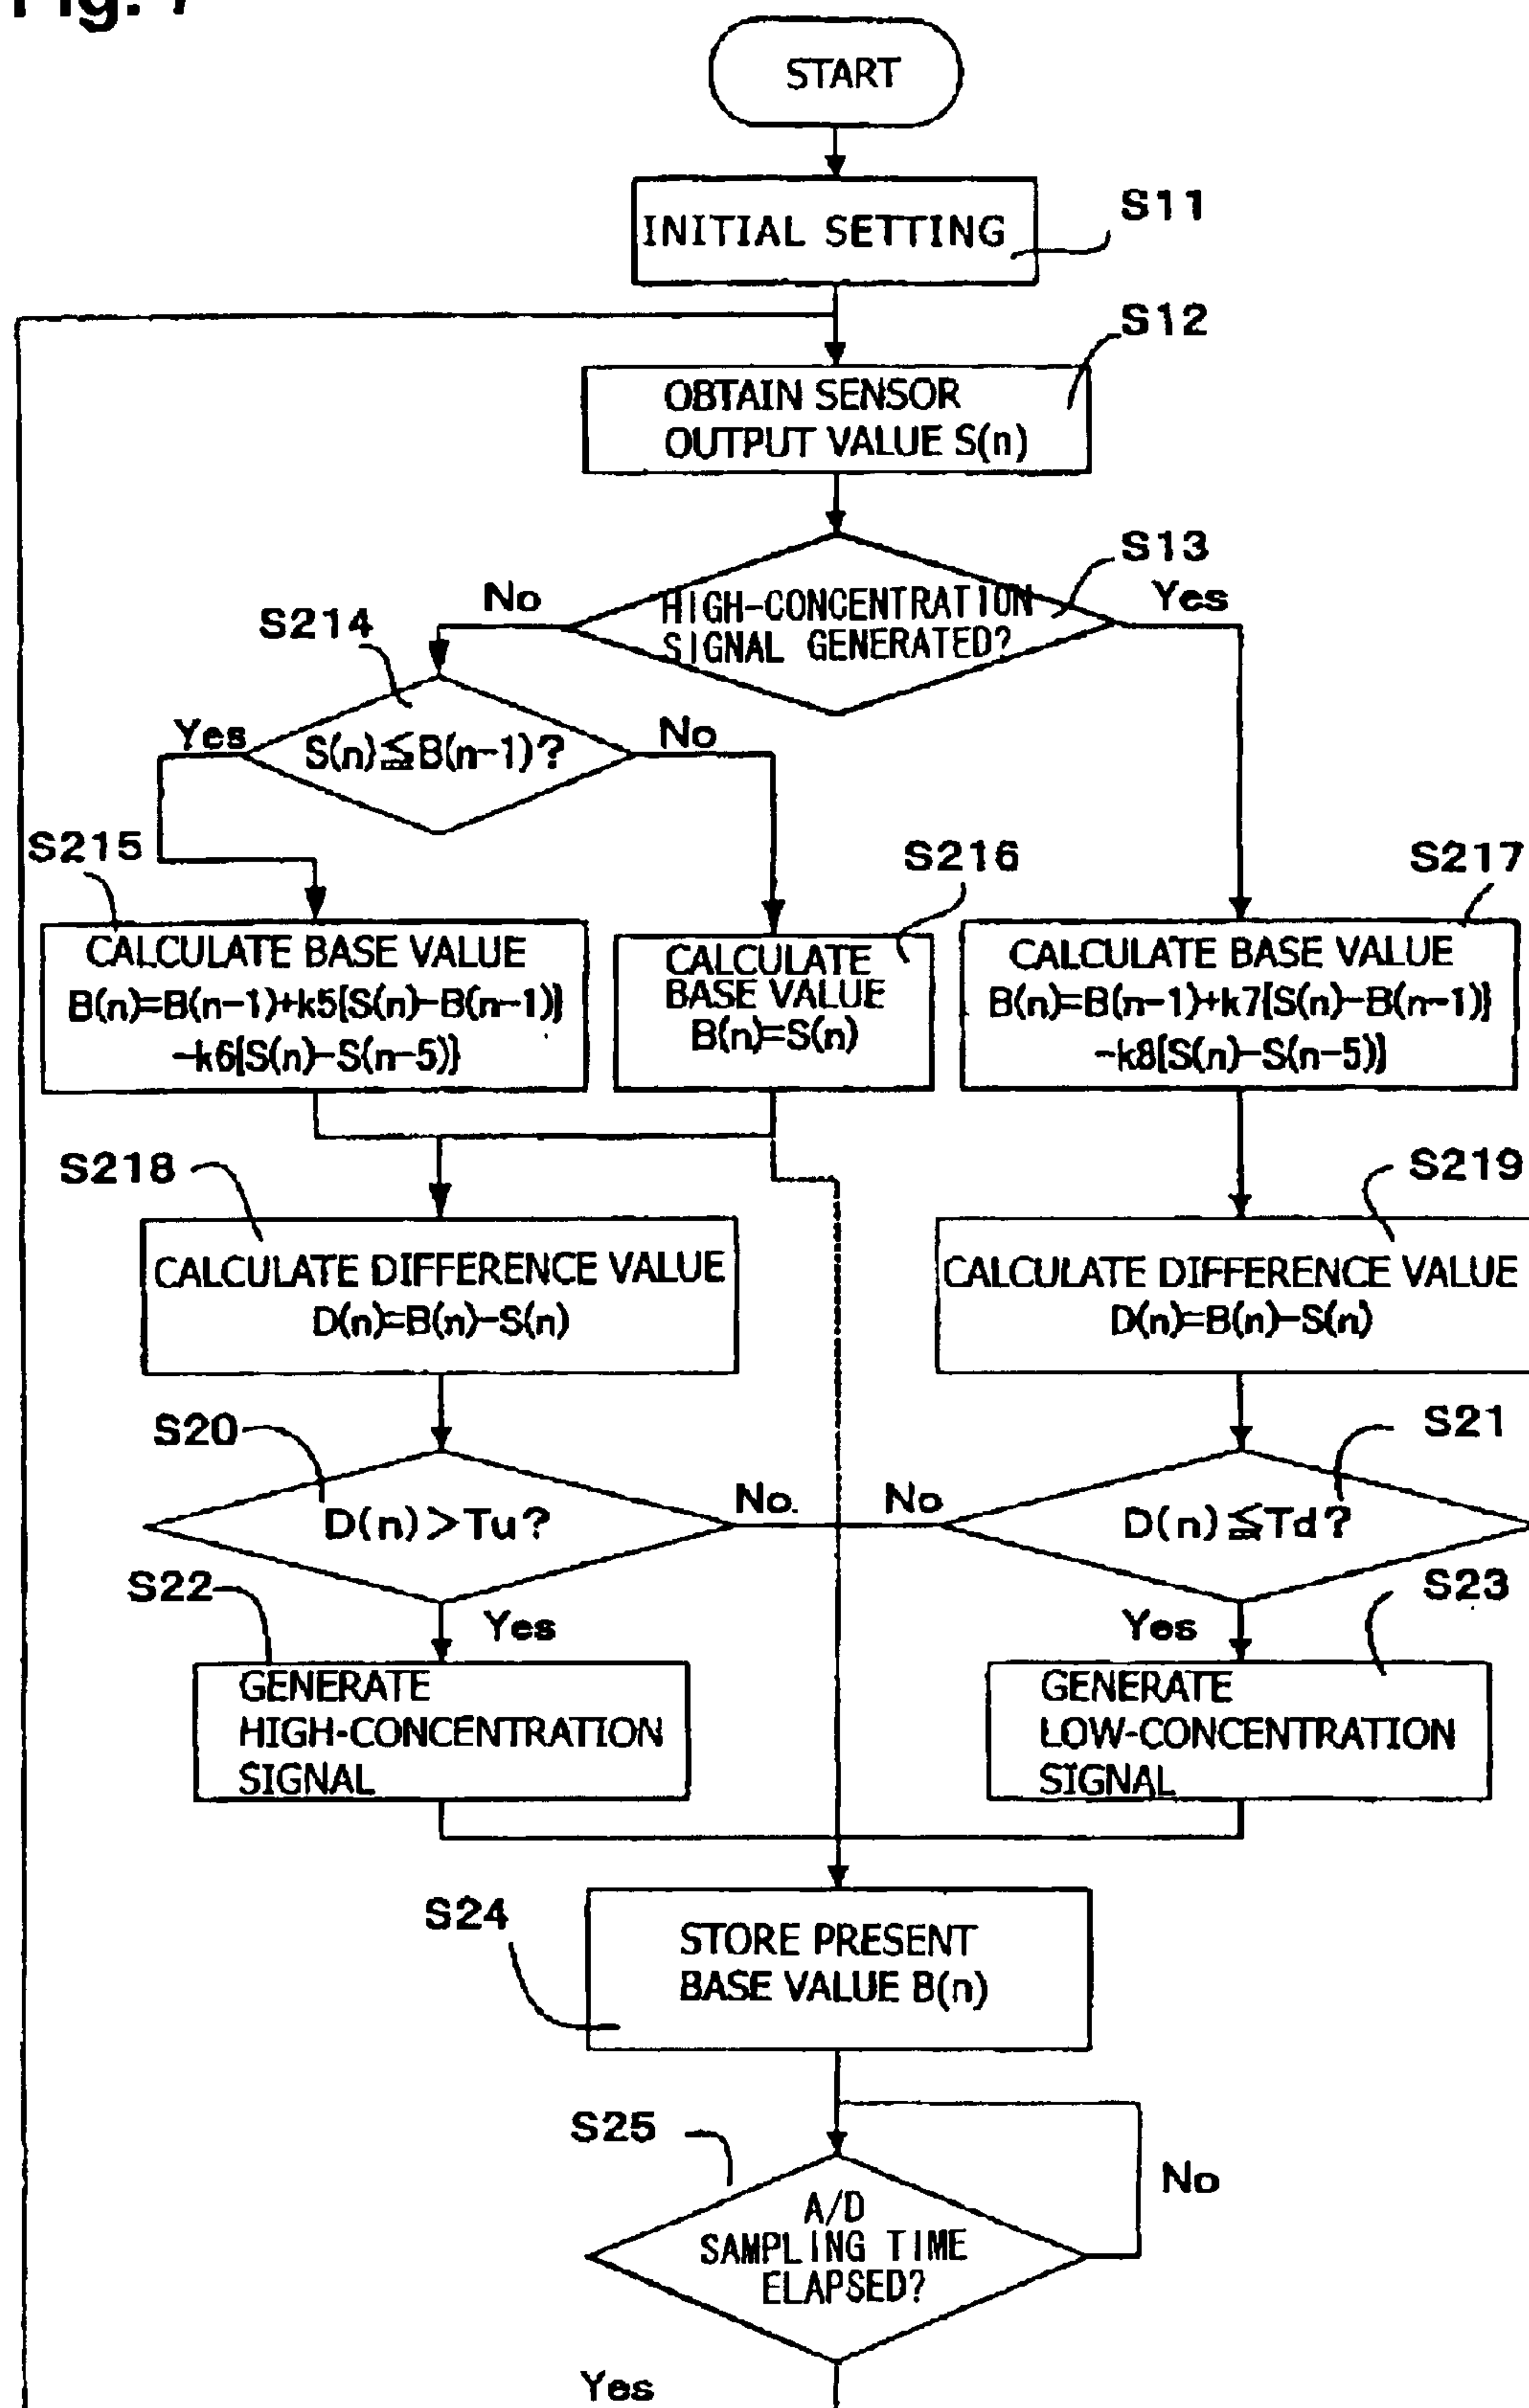 Fig. 7
START
INITIAL SETTING
S11
S12
OBTAIN SENSOR
OUTPUT VALUE S(n)
S13
HIGH-CONCENTRATION
SIGNAL GENERATED?
No
Yes
S214
S(n)≦B(n-1)?
Yes
No
S215
CALCULATE BASE VALUE
B(n)=B(n-1)+k5{S(n)-B(n-1)}
-k6{S(n)-S(n-5)}
S216
CALCULATE
BASE VALUE
B(n)=S(n)
S217
CALCULATE BASE VALUE
B(n)=B(n-1)+k7{S(n)-B(n-1)}
-k8{S(n)-S(n-5)}
S218
CALCULATE DIFFERENCE VALUE
D(n)=B(n)-S(n)
S219
CALCULATE DIFFERENCE VALUE
D(n)=B(n)-S(n)
S20
D(n)>Tu?
No
No
S21
D(n)≦Td?
S22
Yes
GENERATE
HIGH-CONCENTRATION
SIGNAL
S23
Yes
GENERATE
LOW-CONCENTRATION
SIGNAL
S24
STORE PRESENT
BASE VALUE B(n)
S25
A/D
SAMPLING TIME
ELAPSED?
No
Yes